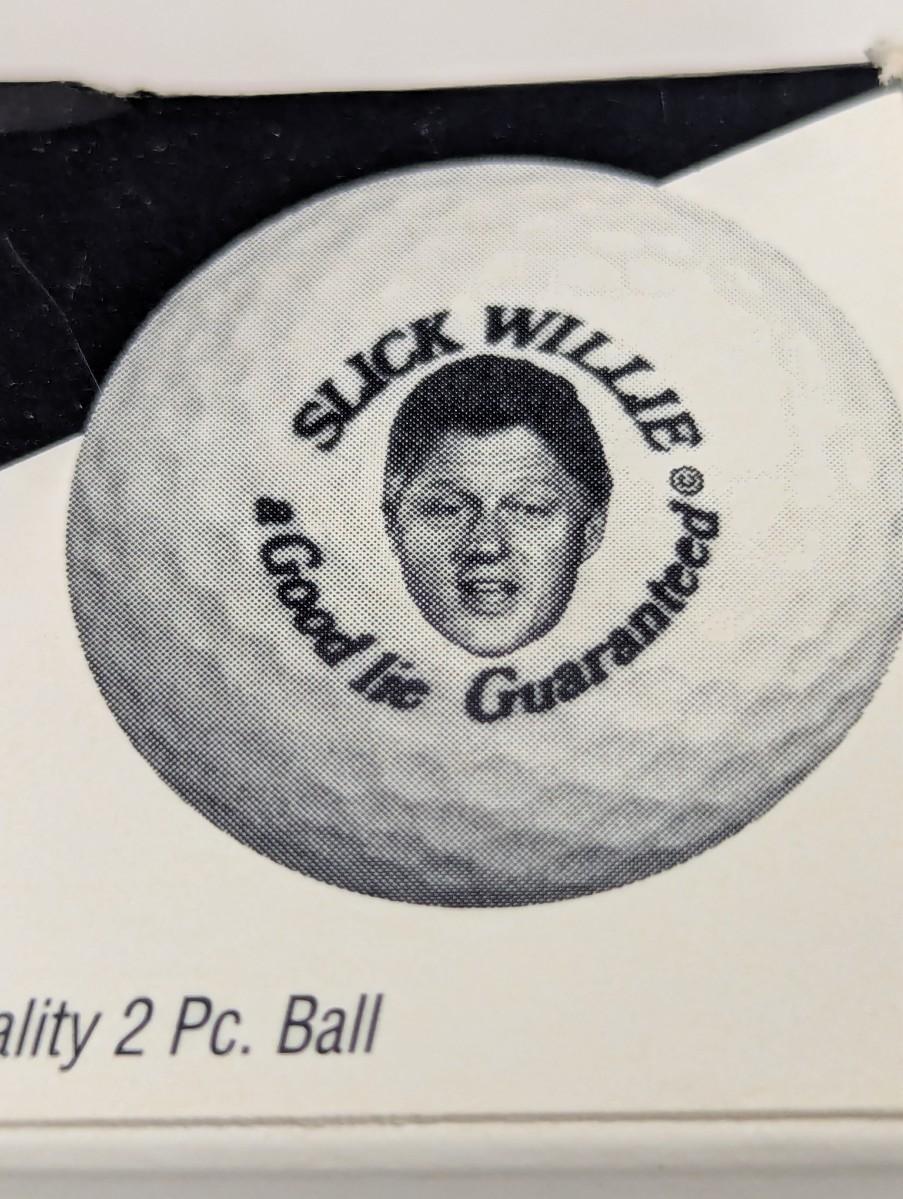 SLICK WILLIE ©
"A Good lie Guaranteed
ality 2 Pc. Ball